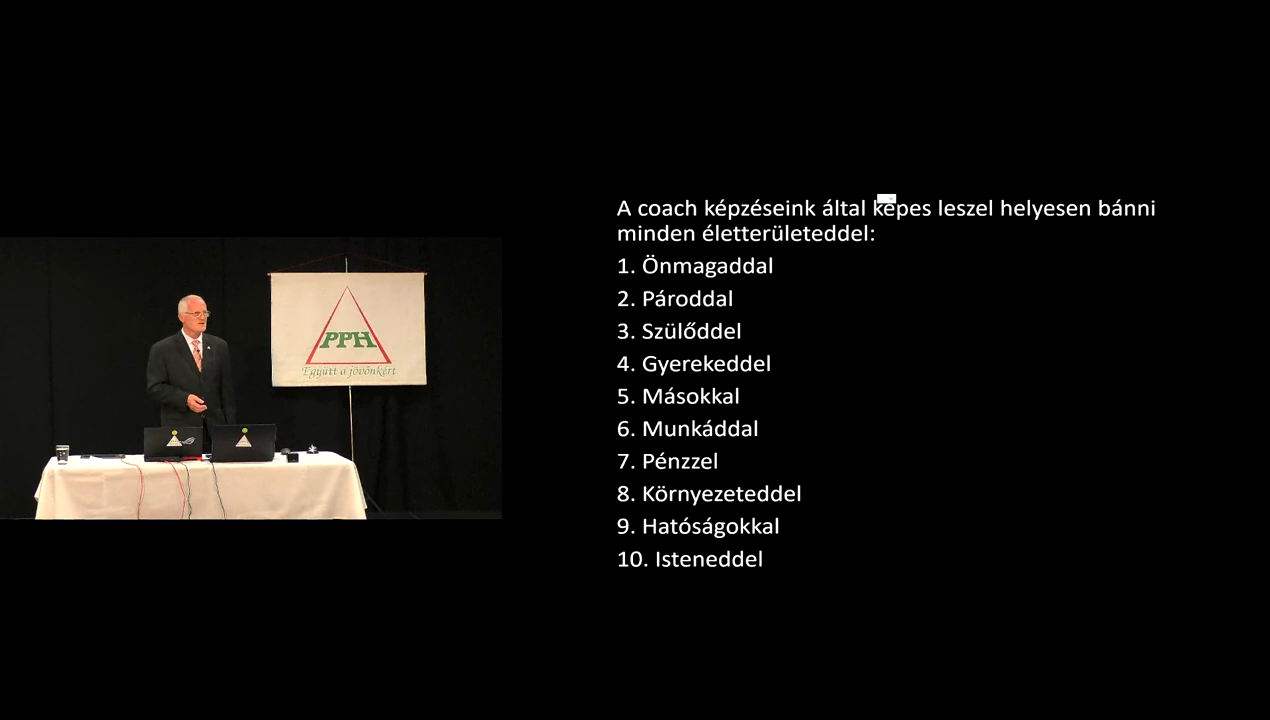 A coach képzéseink által képes leszel helyesen bánni
minden életterületeddel:
1. Önmagaddal
2.Ároddal
3. Szülőddel
4. Gyerekeddel
5. Másokkal
6. Munkáddal
7. Pénzzel
8. Környezeteddel
9. Hatóságokkal
10. Isteneddel
PPH
Együtt a jövőnkért